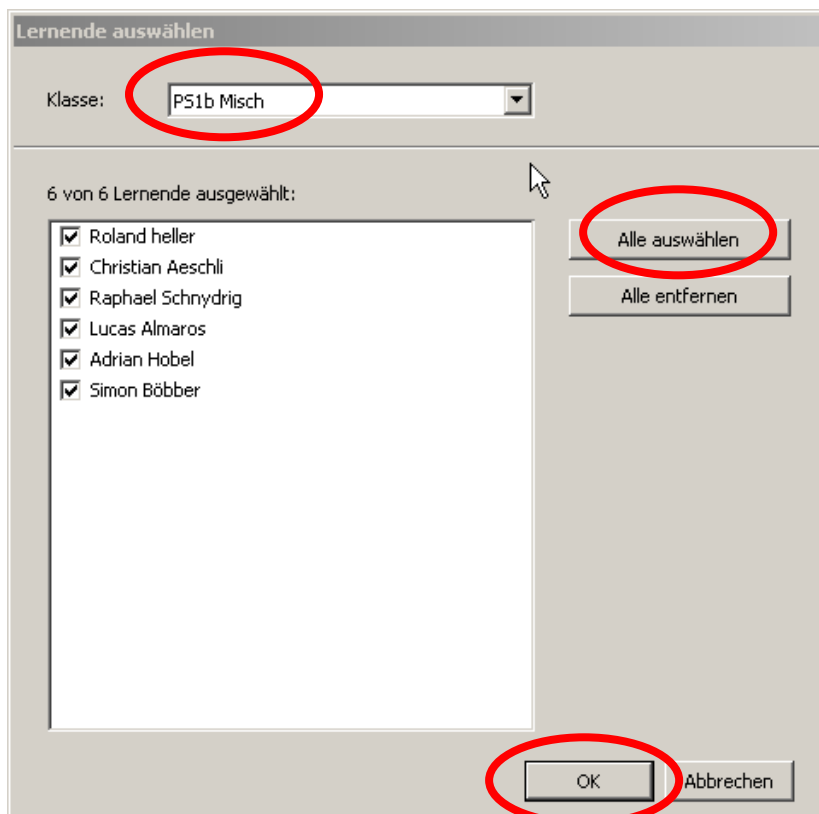 Lernende auswählen
Klasse: PS1b Misch
6 von 6 Lernende ausgewählt:
Roland heller
Christian Aeschli
Raphael Schnydrig
Lucas Almaros
Adrian Hobel
Simon Böbber
Alle auswählen
Alle entfernen
OK
Abbrechen